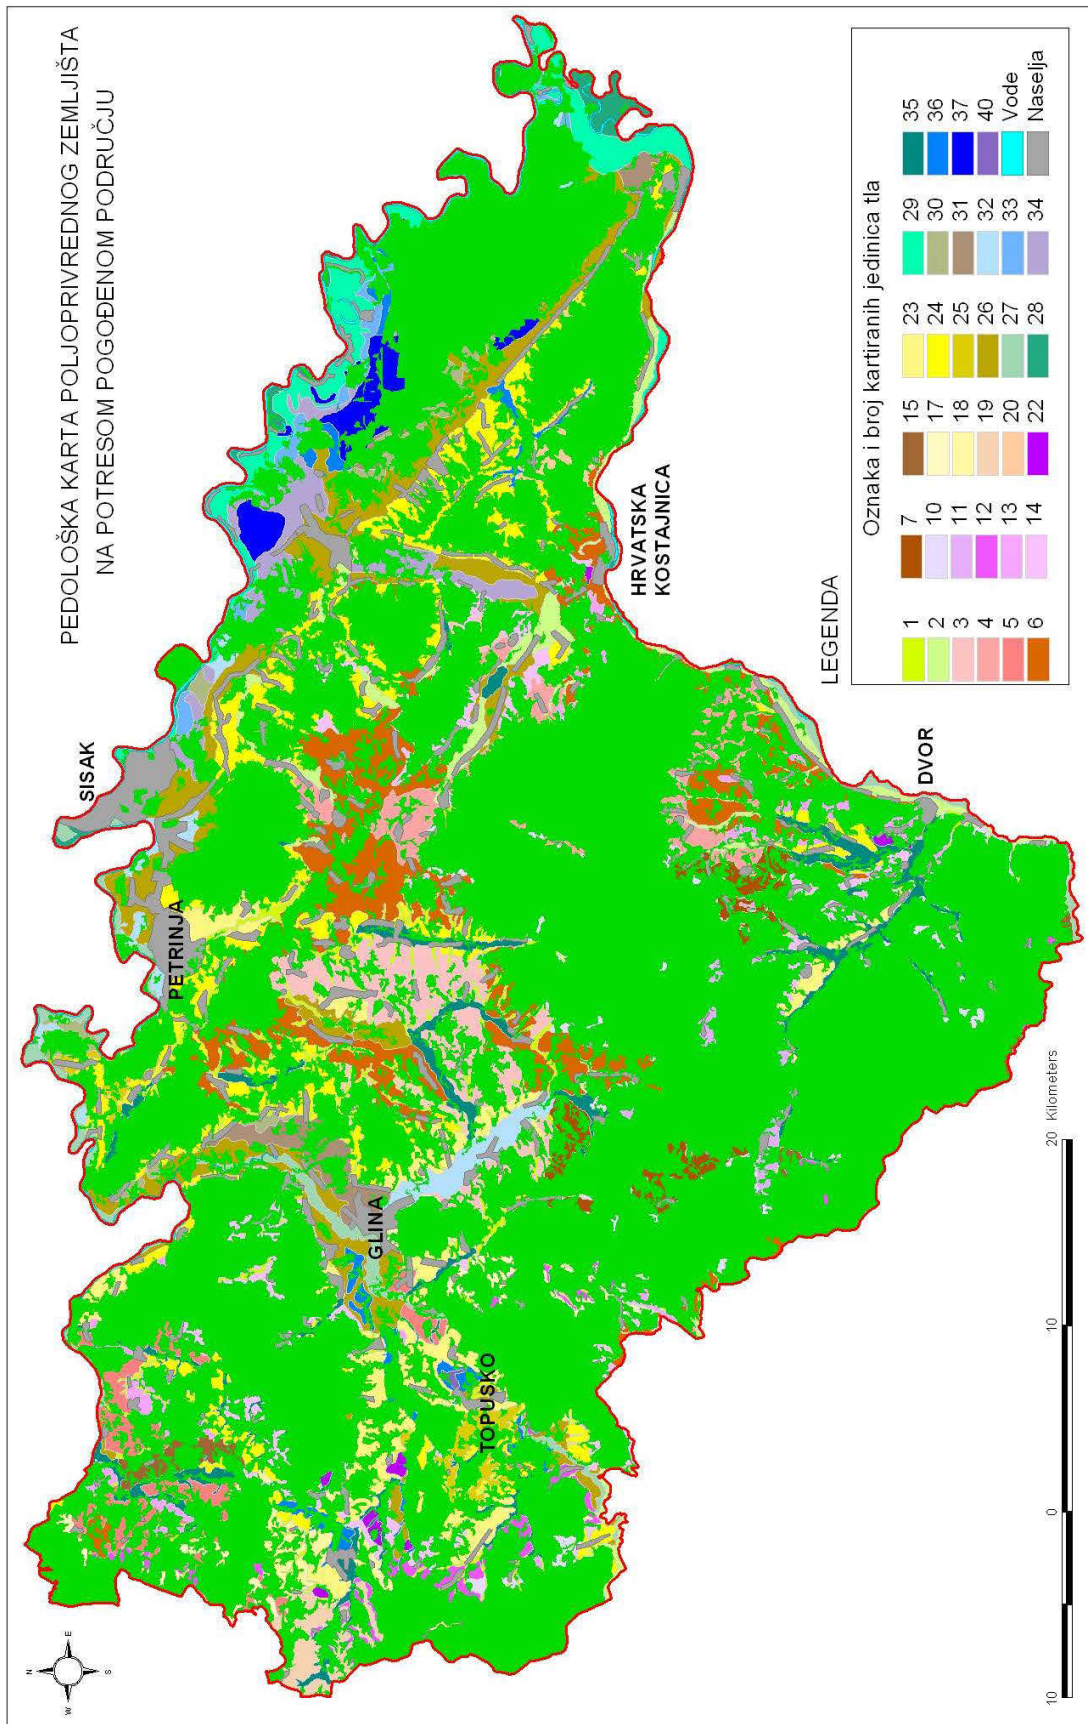 PEDOLOŠKA KARTA POLJOPRIVREDNOG ZEMLJIŠTA
NA POTRESOM POGOĐENOM PODRUČJU
N
W
E
S
SISAK
PETRINJA
GLINA
TOPUSKO
HRVATSKA
KOSTAJNICA
DVOR
LEGENDA
Oznaka i broj kartiranih jedinica tla
1
2
3
4
5
6
7
10
11
12
13
14
15
17
18
19
20
22
23
24
25
26
27
28
29
30
31
32
33
34
35
36
37
40
Vode
Naselja
10 0 10 20 Kilometers